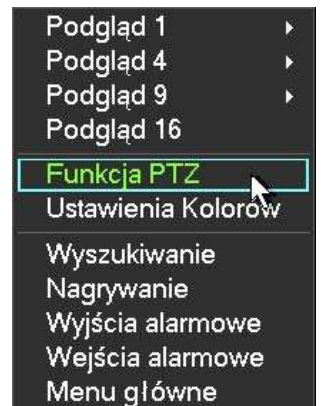 Podgląd 1
Podgląd 4
Podgląd 9
Podgląd 16
Funkcja PTZ
Ustawienia Kolorów
Wyszukiwanie
Nagrywanie
Wyjścia alarmowe
Wejścia alarmowe
Menu główne